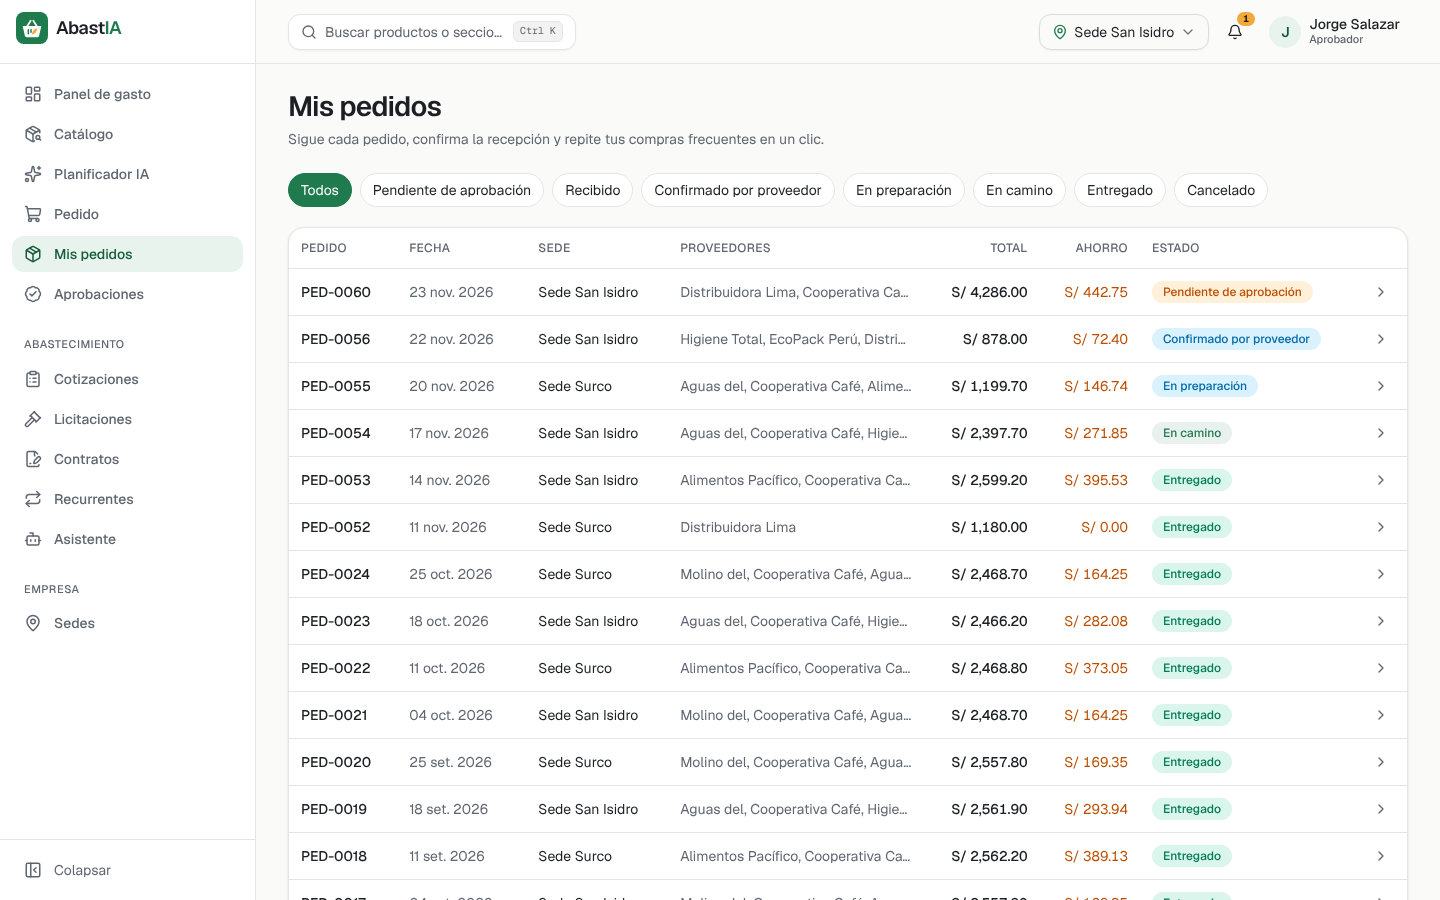 AbastIA
Buscar productos o seccio... Ctrl K
Sede San Isidro
1
J
Jorge Salazar
Aprobador
Panel de gasto
Catálogo
Planificador IA
Pedido
Mis pedidos
Aprobaciones
ABASTECIMIENTO
Cotizaciones
Licitaciones
Contratos
Recurrentes
Asistente
EMPRESA
Sedes
Colapsar
Mis pedidos
Sigue cada pedido, confirma la recepción y repite tus compras frecuentes en un clic.
Todos Pendiente de aprobación Recibido Confirmado por proveedor En preparación En camino Entregado Cancelado
PEDIDO FECHA SEDE PROVEEDORES TOTAL AHORRO ESTADO
PED-0060 23 nov. 2026 Sede San Isidro Distribuidora Lima, Cooperativa Ca... S/ 4,286.00 S/ 442.75 Pendiente de aprobación
PED-0056 22 nov. 2026 Sede San Isidro Higiene Total, EcoPack Perú, Distri... S/ 878.00 S/ 72.40 Confirmado por proveedor
PED-0055 20 nov. 2026 Sede Surco Aguas del, Cooperativa Café, Alime... S/ 1,199.70 S/ 146.74 En preparación
PED-0054 17 nov. 2026 Sede San Isidro Aguas del, Cooperativa Café, Higie... S/ 2,397.70 S/ 271.85 En camino
PED-0053 14 nov. 2026 Sede San Isidro Alimentos Pacífico, Cooperativa Ca... S/ 2,599.20 S/ 395.53 Entregado
PED-0052 11 nov. 2026 Sede Surco Distribuidora Lima S/ 1,180.00 S/ 0.00 Entregado
PED-0024 25 oct. 2026 Sede Surco Molino del, Cooperativa Café, Agua... S/ 2,468.70 S/ 164.25 Entregado
PED-0023 18 oct. 2026 Sede San Isidro Aguas del, Cooperativa Café, Higie... S/ 2,466.20 S/ 282.08 Entregado
PED-0022 11 oct. 2026 Sede Surco Alimentos Pacífico, Cooperativa Ca... S/ 2,468.80 S/ 373.05 Entregado
PED-0021 04 oct. 2026 Sede San Isidro Molino del, Cooperativa Café, Agua... S/ 2,468.70 S/ 164.25 Entregado
PED-0020 25 set. 2026 Sede Surco Molino del, Cooperativa Café, Agua... S/ 2,557.80 S/ 169.35 Entregado
PED-0019 18 set. 2026 Sede San Isidro Aguas del, Cooperativa Café, Higie... S/ 2,561.90 S/ 293.94 Entregado
PED-0018 11 set. 2026 Sede Surco Alimentos Pacífico, Cooperativa Ca... S/ 2,562.20 S/ 389.13 Entregado